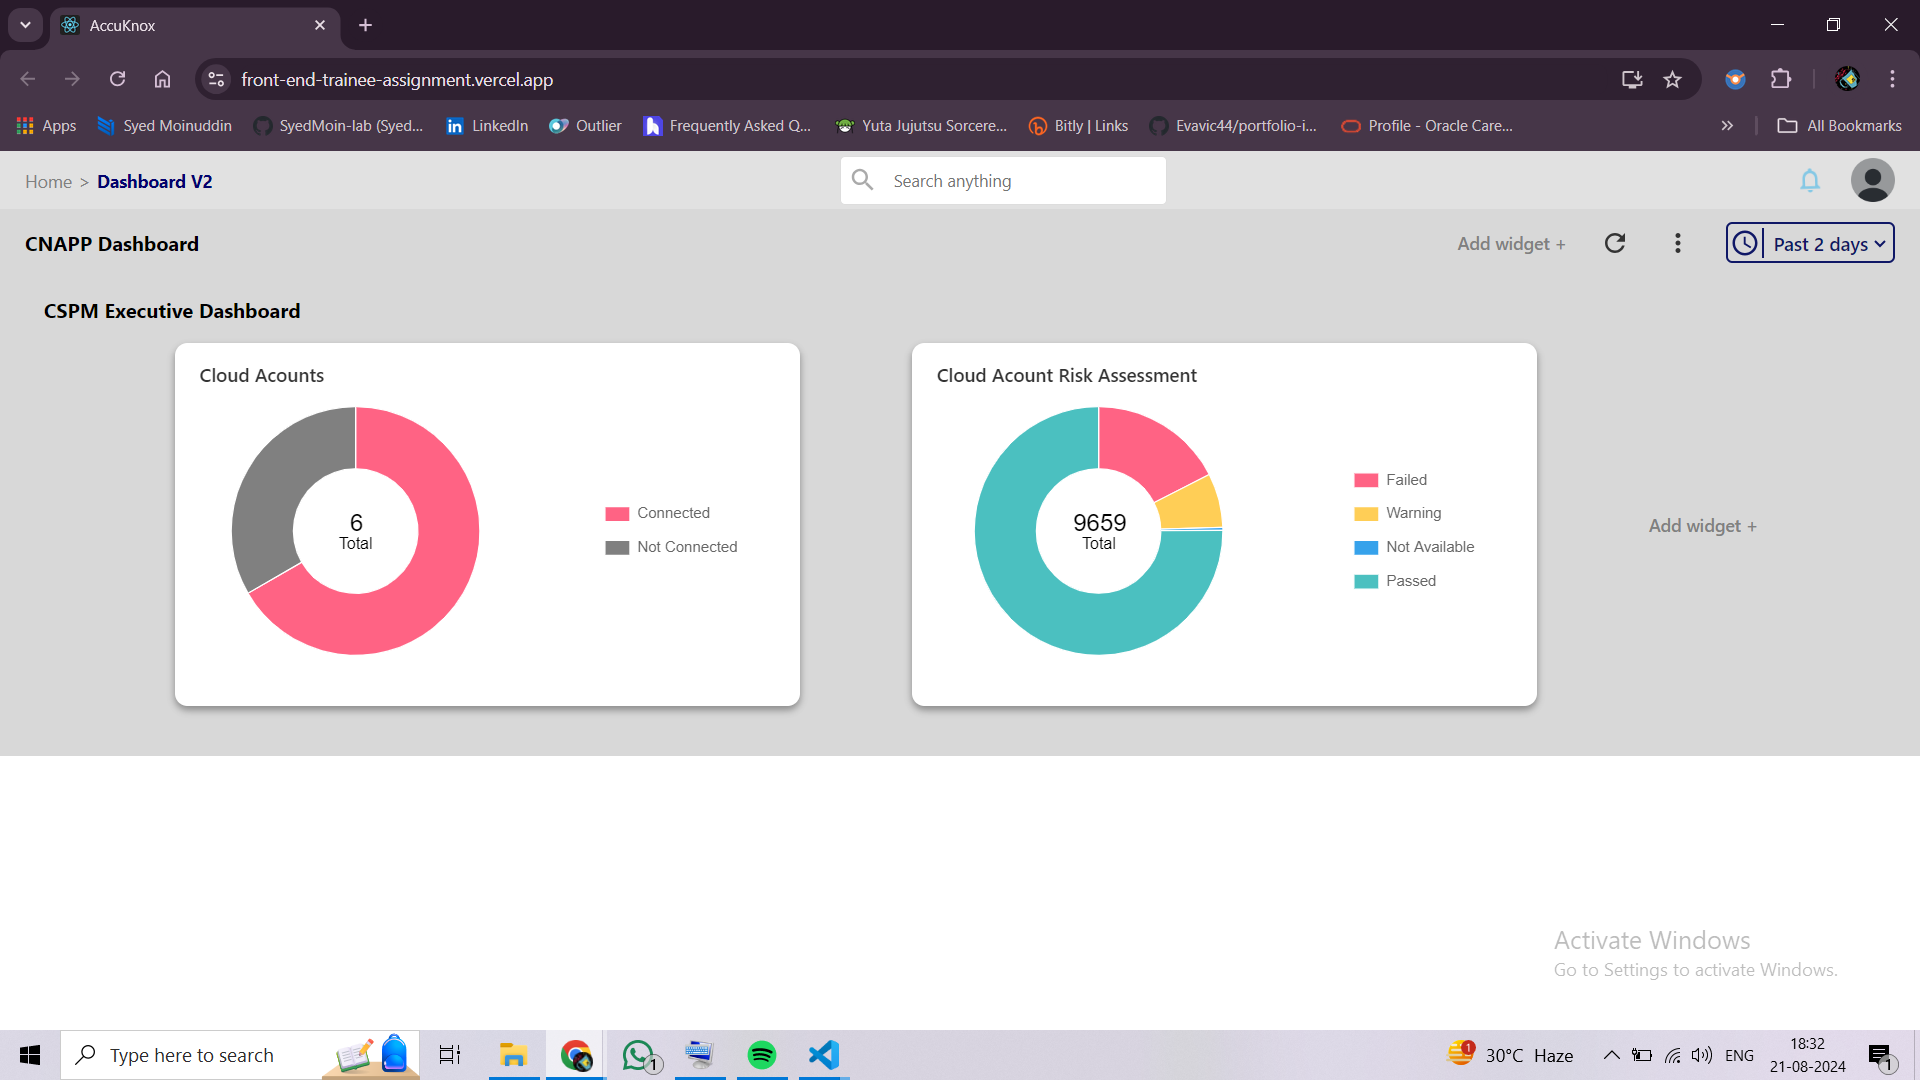 AccuKnox
front-end-trainee-assignment.vercel.app
Apps Syed Moinuddin SyedMoin-lab (Syed... LinkedIn Outlier Frequently Asked Q... Yuta Jujutsu Sorcere... Bitly | Links Evavic44/portfolio-i... Profile - Oracle Care... All Bookmarks
Home > Dashboard V2 Search anything
CNAPP Dashboard Add widget + Past 2 days
CSPM Executive Dashboard
Cloud Acounts
6
Total
Connected
Not Connected
Cloud Acount Risk Assessment
9659
Total
Failed
Warning
Not Available
Passed
Add widget +
Activate Windows
Go to Settings to activate Windows.
Type here to search 1 1 30°C Haze ENG 18:32
21-08-2024 1